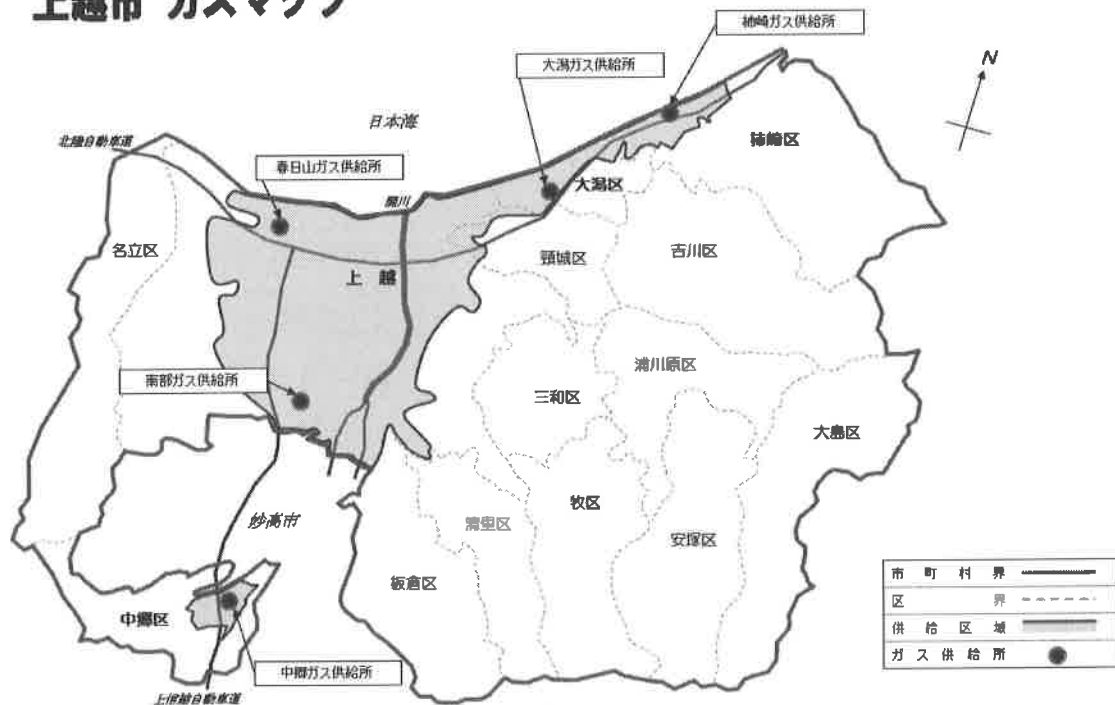 上越市 ガスマップ
柿崎ガス供給所
大潟ガス供給所
N
日本海
北陸自動車道
春日山ガス供給所
関川
柿崎区
大潟区
名立区
頸城区
吉川区
上越
浦川原区
南部ガス供給所
三和区
大島区
妙高市
清里区
牧区
安塚区
板倉区
中郷区
中郷ガス供給所
上信越自動車道
市町村界
区界
供給区域
ガス供給所